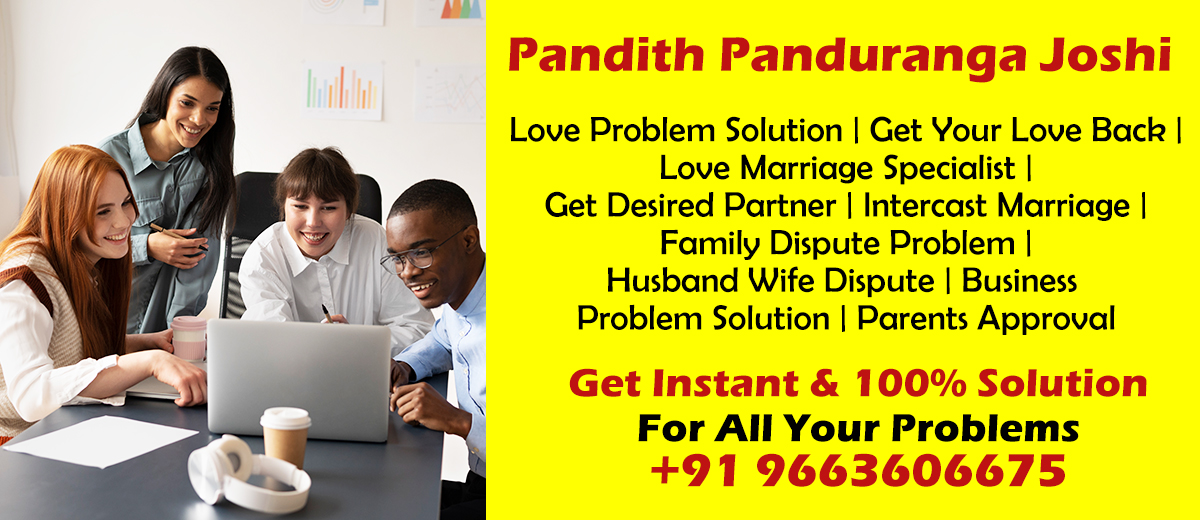 Pandith Panduranga Joshi
Love Problem Solution | Get Your Love Back |
Love Marriage Specialist |
Get Desired Partner | Intercast Marriage |
Family Dispute Problem |
Husband Wife Dispute | Business
Problem Solution | Parents Approval
Get Instant & 100% Solution
For All Your Problems
+91 9663606675